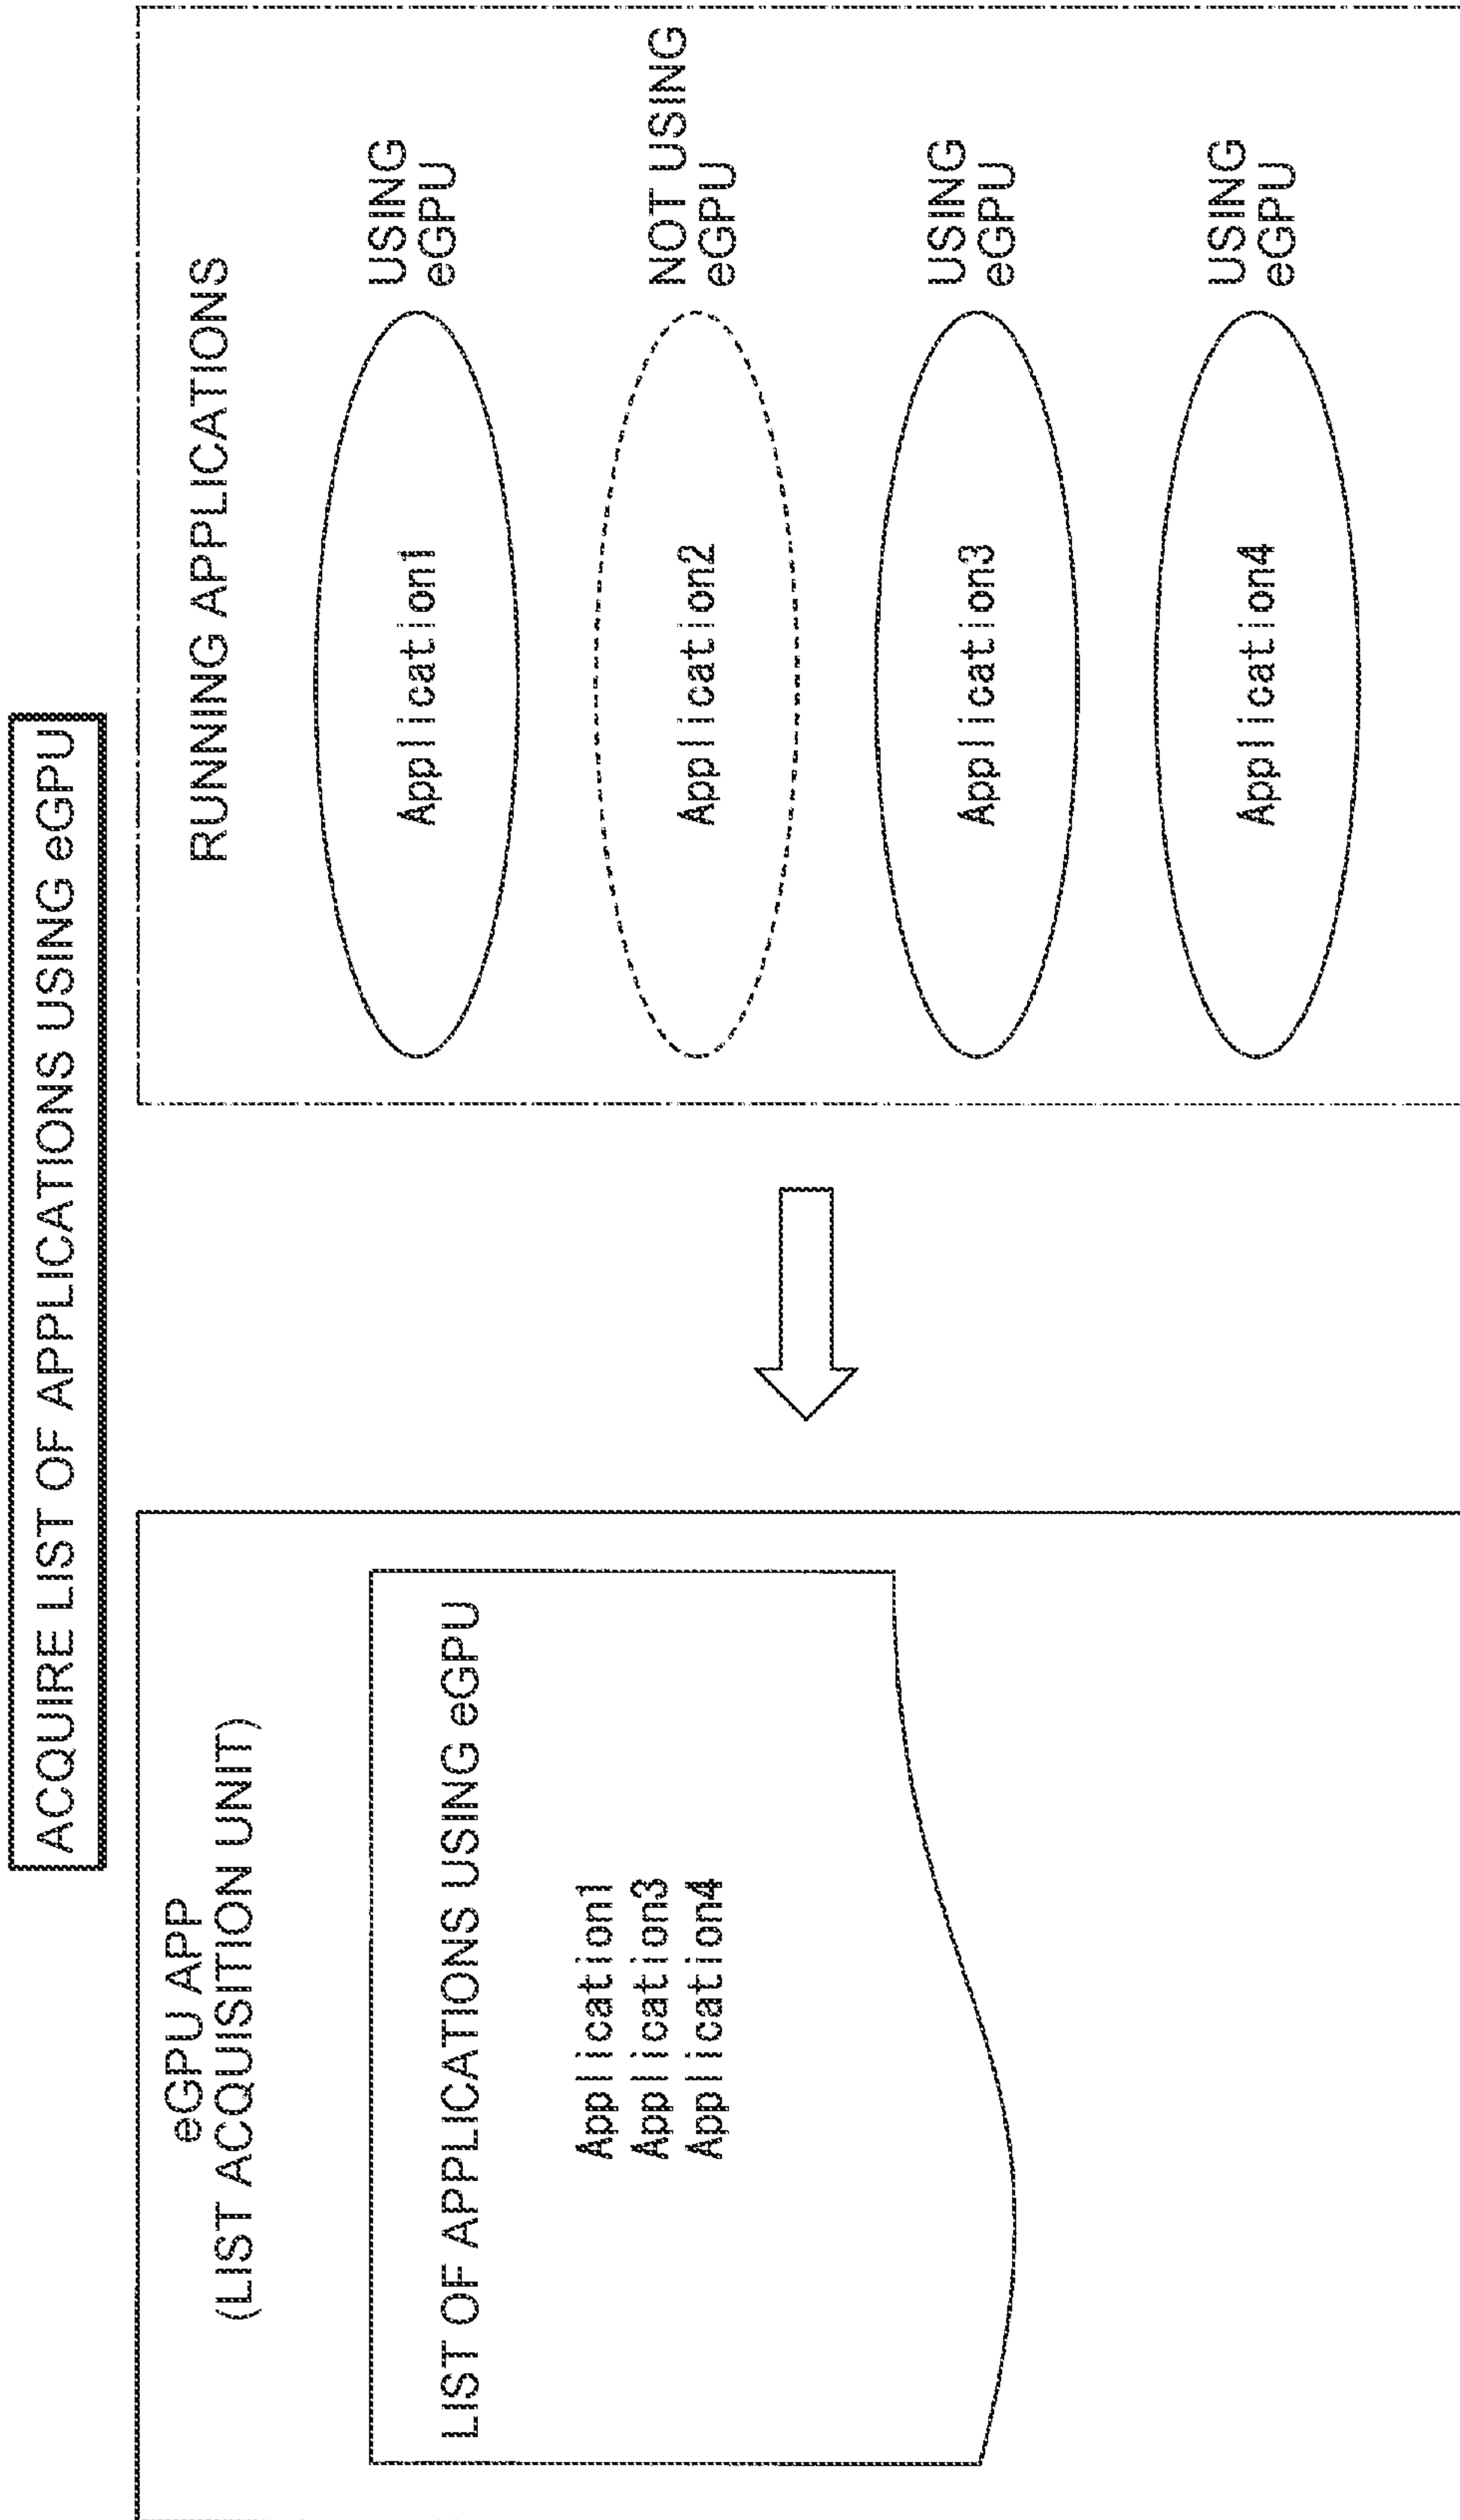 ACQUIRE LIST OF APPLICATIONS USING eGPU
eGPU APP
(LIST ACQUISITION UNIT)
LIST OF APPLICATIONS USING eGPU
Application1
Application3
Application4
RUNNING APPLICATIONS
Application1
USING
eGPU
Application2
NOT USING
eGPU
Application3
USING
eGPU
Application4
USING
eGPU